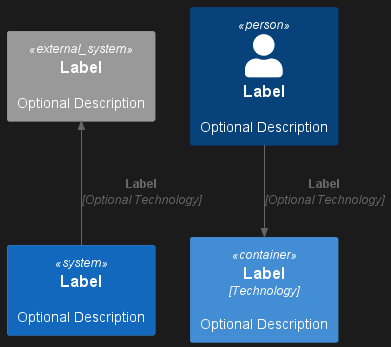 «external_system»
Label
Optional Description
«person»
Label
Optional Description
Label
[Optional Technology]
Label
[Optional Technology]
«system»
Label
Optional Description
«container»
Label
[Technology]
Optional Description